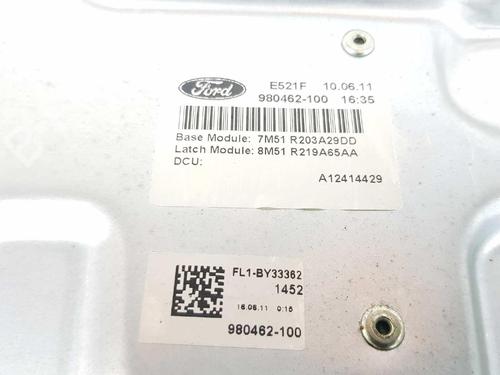 Ford E521F 10.06.11
980462-100 16:35
Base Module: 7M51 R203A29DD
Latch Module: 8M51 R219A65AA
DCU:
A12414429
FL1-BY33362
1452
16.06.11 0:15
980462-100